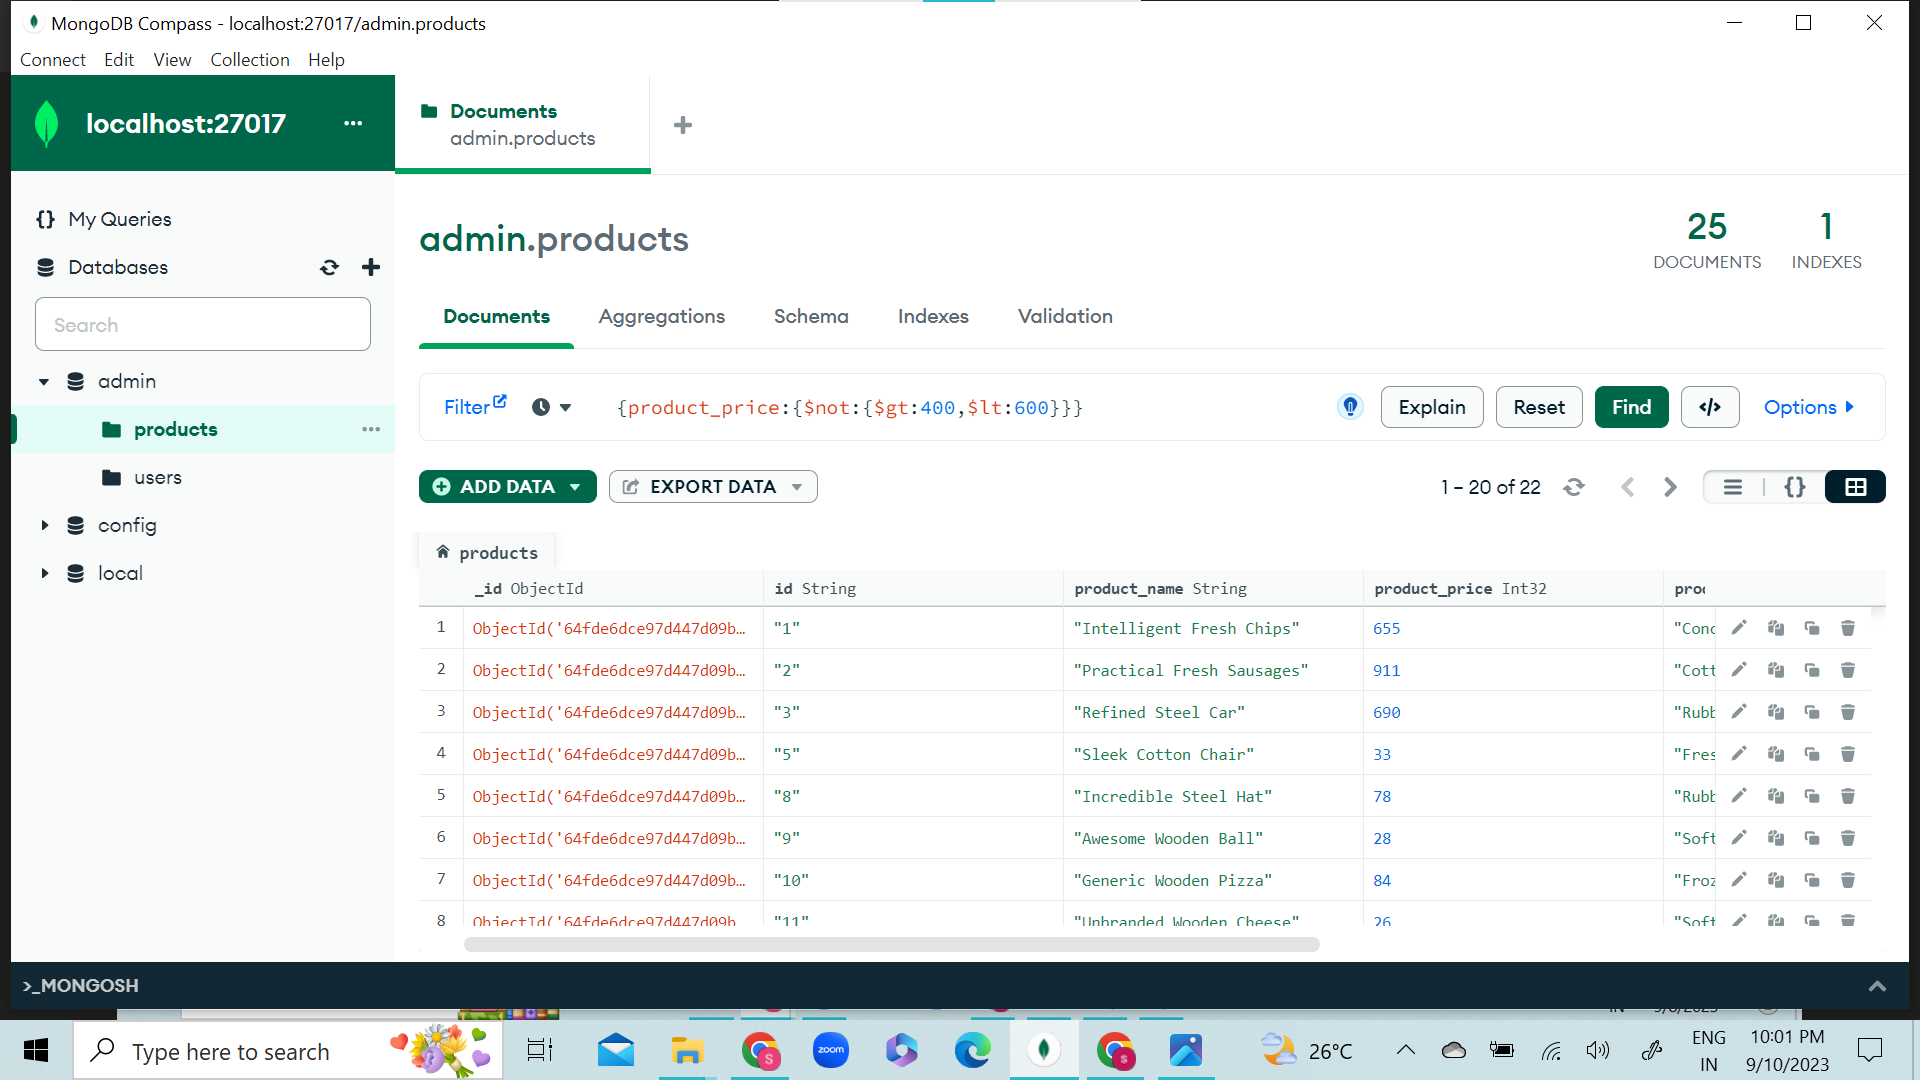 MongoDB Compass - localhost:27017/admin.products
Connect Edit View Collection Help
localhost:27017 ...
Documents
admin.products
My Queries
Databases
Search
admin
products
users
config
local
admin.products
25
DOCUMENTS
1
INDEXES
Documents Aggregations Schema Indexes Validation
Filter {product_price:{$not:{$gt:400,$lt:600}}} Explain Reset Find </> Options
ADD DATA EXPORT DATA 1 – 20 of 22 {}
products
_id ObjectId id String product_name String product_price Int32 pro
1 ObjectId('64fde6dce97d447d09b… "1" "Intelligent Fresh Chips" 655 "Conc
2 ObjectId('64fde6dce97d447d09b… "2" "Practical Fresh Sausages" 911 "Cott
3 ObjectId('64fde6dce97d447d09b… "3" "Refined Steel Car" 690 "Rubb
4 ObjectId('64fde6dce97d447d09b… "5" "Sleek Cotton Chair" 33 "Fres
5 ObjectId('64fde6dce97d447d09b… "8" "Incredible Steel Hat" 78 "Rubb
6 ObjectId('64fde6dce97d447d09b… "9" "Awesome Wooden Ball" 28 "Soft
7 ObjectId('64fde6dce97d447d09b… "10" "Generic Wooden Pizza" 84 "Froz
8 ObjectId('64fde6dce97d447d09b "11" "Unbranded Wooden Cheese" 26 "Soft
>_MONGOSH
Type here to search
zoom
26°C
ENG
IN
10:01 PM
9/10/2023